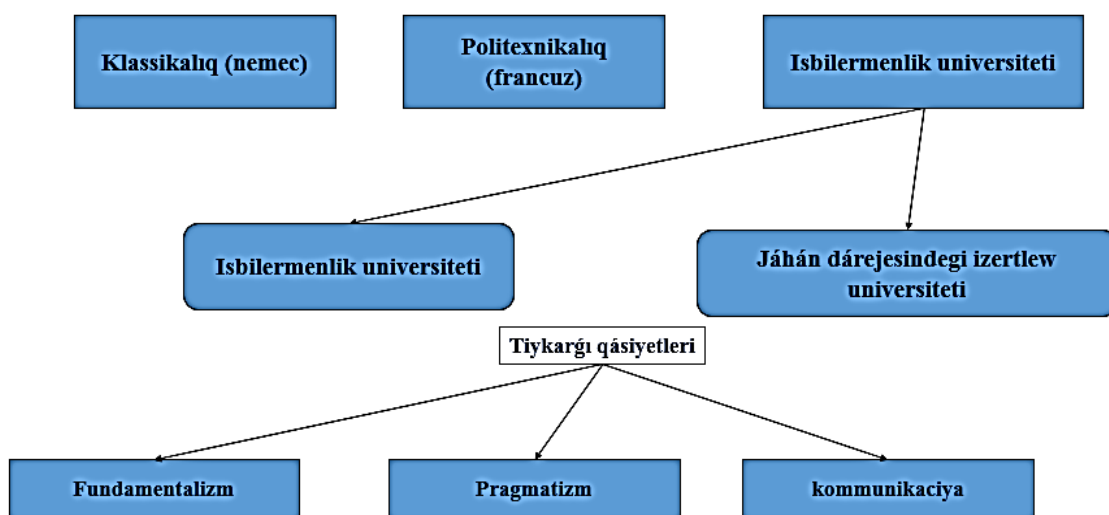 Klassikalıq (nemec)
Politexnikalıq
(francuz)
Isbilermenlik universiteti
Isbilermenlik universiteti
Jáhán dárejesindegi izertlew
universiteti
Tiykarǵı qásiyetleri
Fundamentalizm
Pragmatizm
kommunikaciya